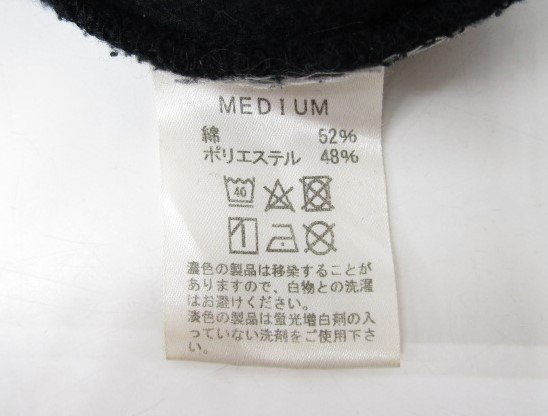 MEDIUM
綿 52%
ポリエステル 48%
40
濃色の製品は移染することが
ありますので、白物との洗濯
はお避けください。
淡色の製品は蛍光増白剤の入
っていない洗剤をご使用下さ
い。